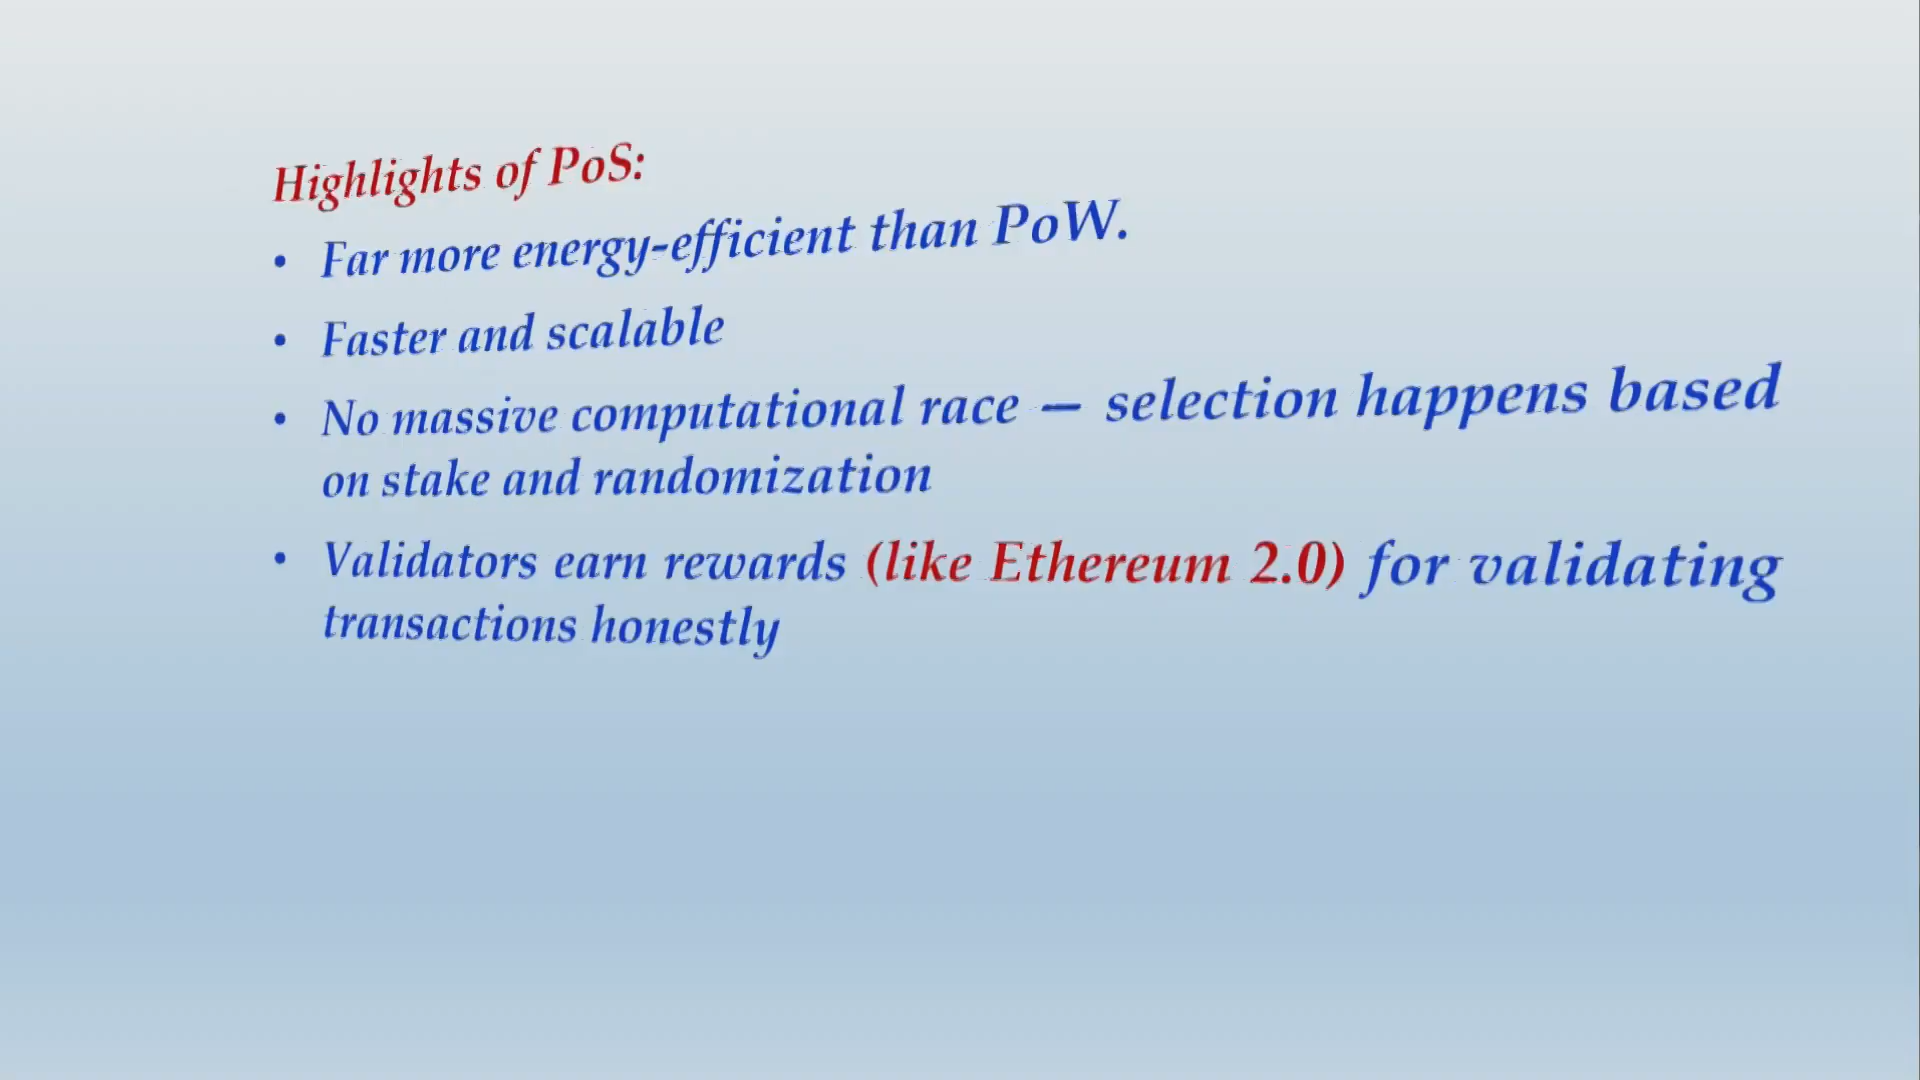 Highlights of PoS:
• Far more energy-efficient than PoW.
• Faster and scalable
• No massive computational race — selection happens based
on stake and randomization
• Validators earn rewards (like Ethereum 2.0) for validating
transactions honestly